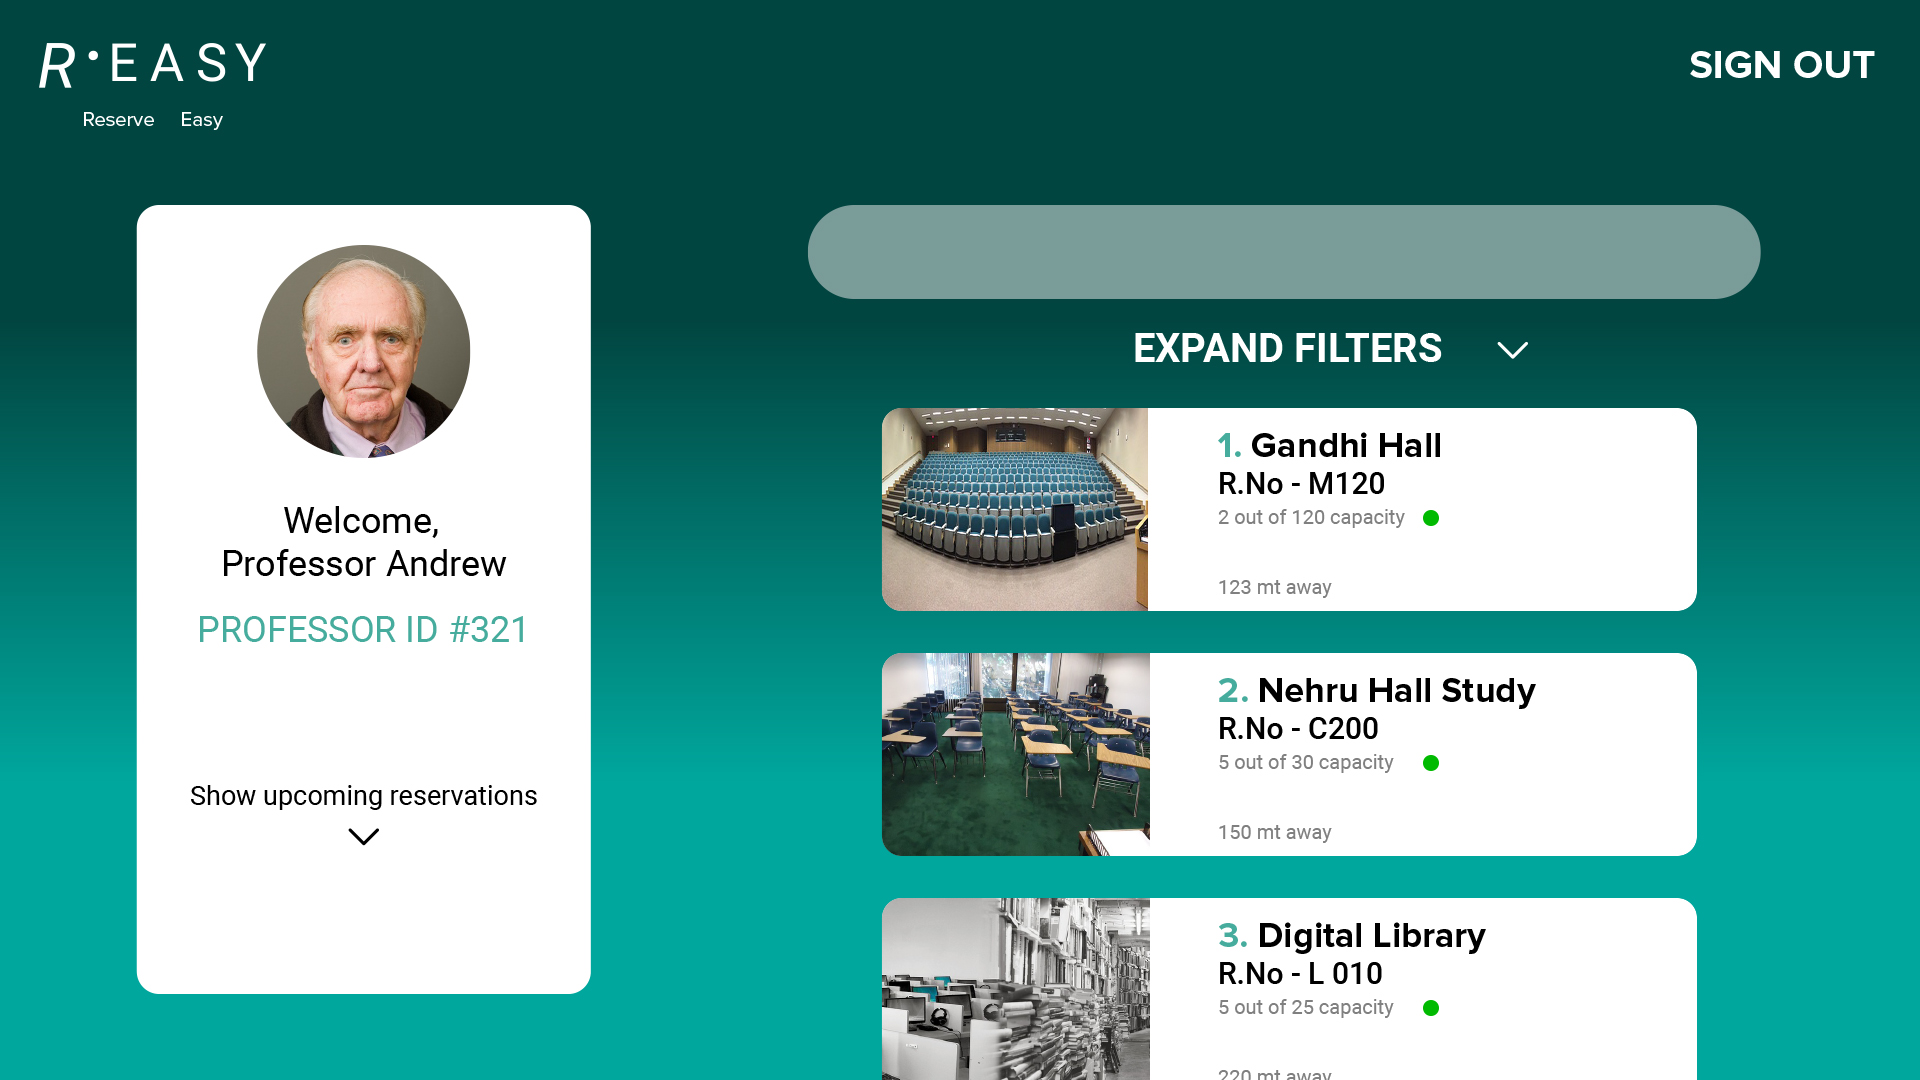 R·EASY
Reserve Easy
SIGN OUT
Welcome,
Professor Andrew
PROFESSOR ID #321
Show upcoming reservations
EXPAND FILTERS
1. Gandhi Hall
R.No - M120
2 out of 120 capacity
123 mt away
2. Nehru Hall Study
R.No - C200
5 out of 30 capacity
150 mt away
3. Digital Library
R.No - L 010
5 out of 25 capacity
220 mt away